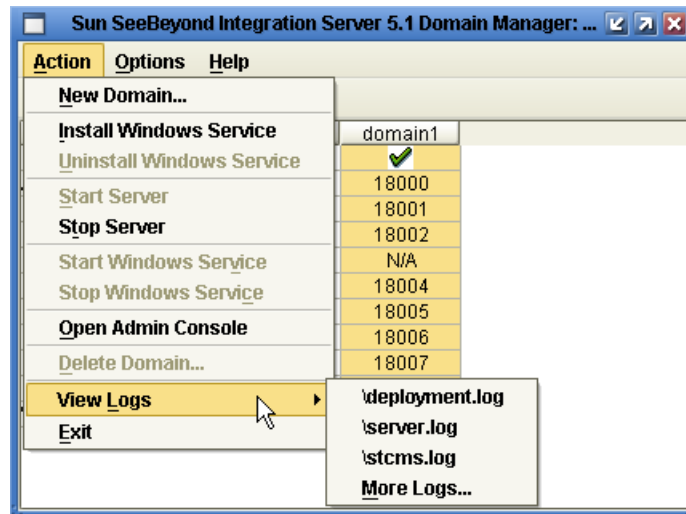 Sun SeeBeyond Integration Server 5.1 Domain Manager: ...
Action Options Help
New Domain...
Install Windows Service
domain1
Uninstall Windows Service
18000
Start Server
18001
Stop Server
18002
Start Windows Service
N/A
Stop Windows Service
18004
18005
Open Admin Console
18006
Delete Domain...
18007
View Logs
\deployment.log
Exit
\server.log
\stcms.log
More Logs...